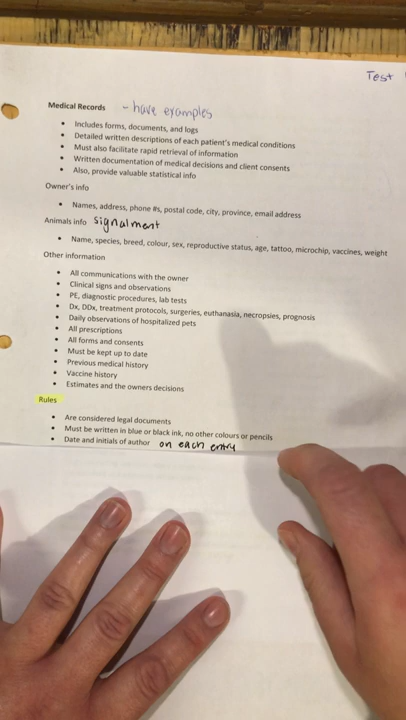 Test
Medical Records - have examples
• Includes forms, documents, and logs
• Detailed written descriptions of each patient's medical conditions
• Must also facilitate rapid retrieval of information
• Written documentation of medical decisions and client consents
• Also, provide valuable statistical info
Owner's info
• Names, address, phone #s, postal code, city, province, email address
Animals info signalment
• Name, species, breed, colour, sex, reproductive status, age, tattoo, microchip, vaccines, weight
Other information
• All communications with the owner
• Clinical signs and observations
• PE, diagnostic procedures, lab tests
• Dx, DDx, treatment protocols, surgeries, euthanasia, necropsies, prognosis
• Daily observations of hospitalized pets
• All prescriptions
• All forms and consents
• Must be kept up to date
• Previous medical history
• Vaccine history
• Estimates and the owners decisions
Rules
• Are considered legal documents
• Must be written in blue or black ink, no other colours or pencils
• Date and initials of author on each entry